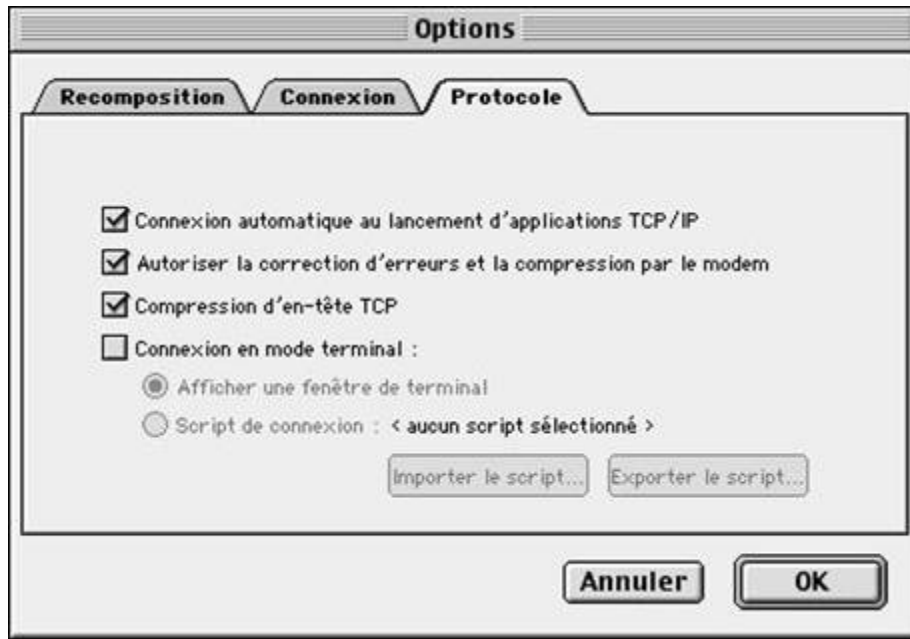 Options
Recomposition Connexion Protocole
Connexion automatique au lancement d'applications TCP/IP
Autoriser la correction d'erreurs et la compression par le modem
Compression d'en-tête TCP
Connexion en mode terminal :
Afficher une fenêtre de terminal
Script de connexion : < aucun script sélectionné >
Importer le script... Exporter le script...
Annuler OK